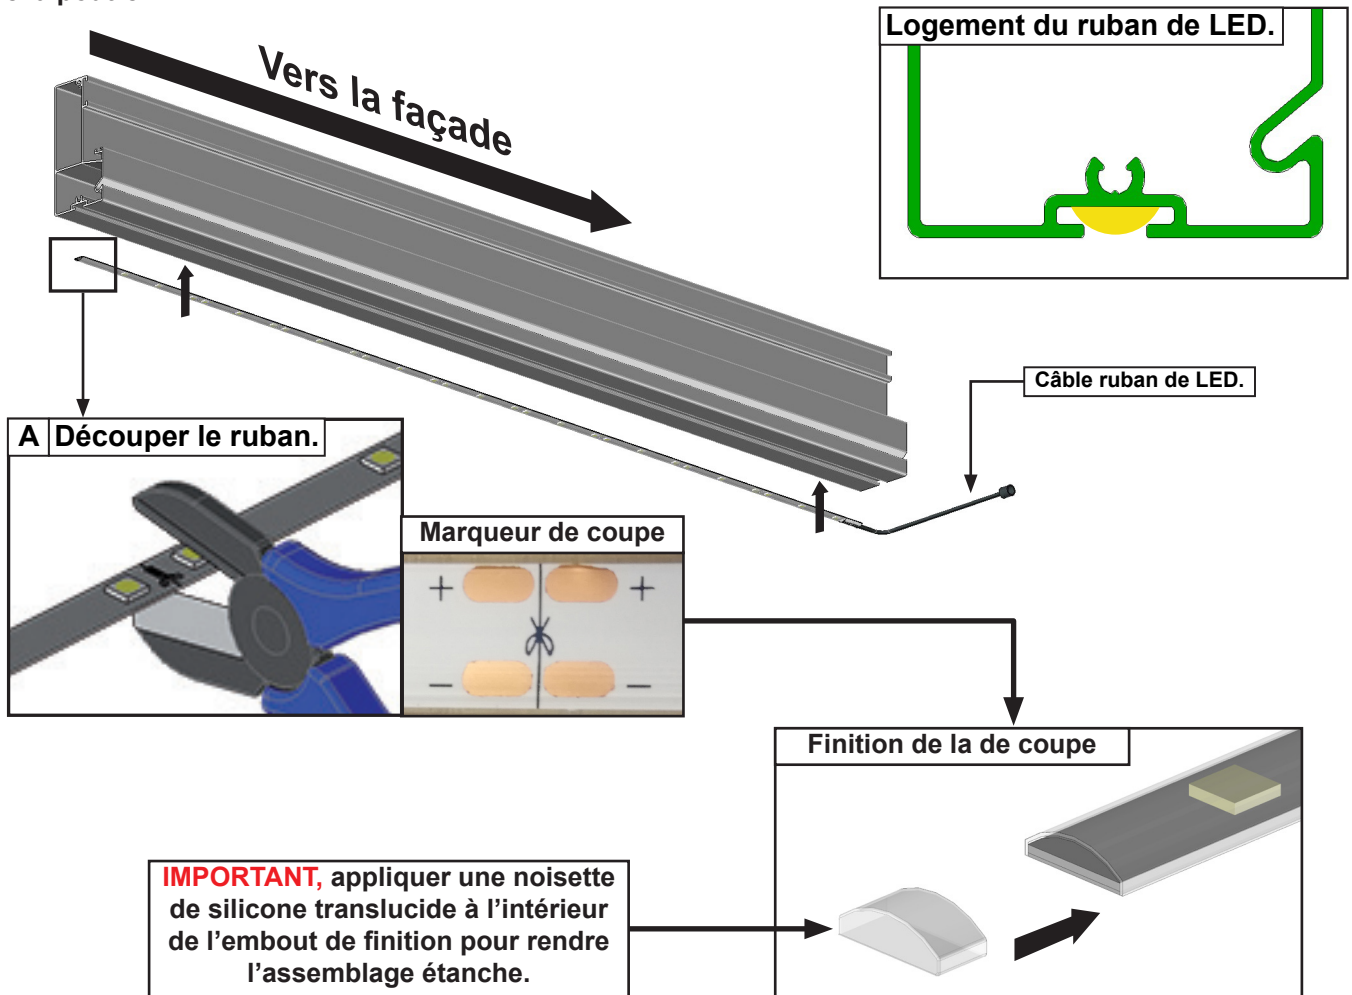 Logement du ruban de LED.
Vers la façade
Câble ruban de LED.
A Découper le ruban.
Marqueur de coupe
+ +
- -
Finition de la de coupe
IMPORTANT, appliquer une noisette
de silicone translucide à l'intérieur
de l'embout de finition pour rendre
l'assemblage étanche.